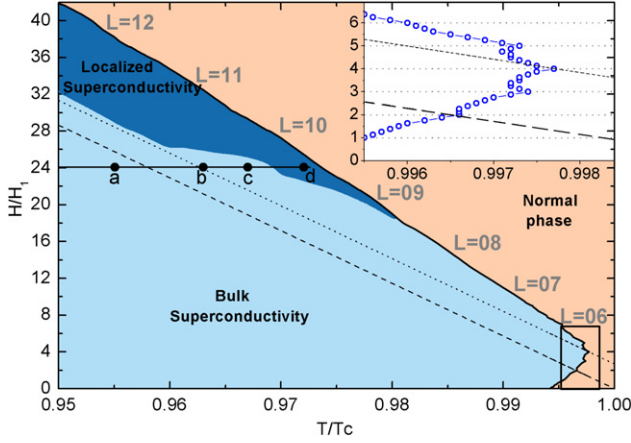 40
36
32
28
24
20
16
12
8
4
0
H/H1
L=12
Localized
Superconductivity
L=11
L=10
a
b
c
d
L=09
L=08
L=07
L=06
Normal
phase
Bulk
Superconductivity
6
5
4
3
2
1
0
0.996
0.997
0.998
0.95
0.96
0.97
0.98
0.99
1.00
T/Tc